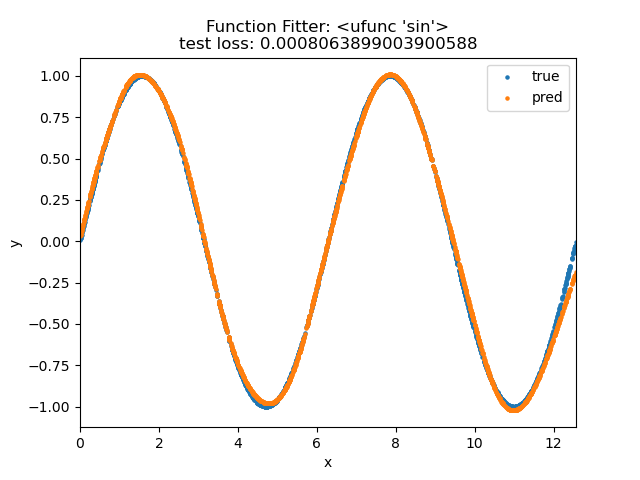 Function Fitter: <ufunc 'sin'>
test loss: 0.0008063899003900588
true
pred
1.00
0.75
0.50
0.25
0.00
−0.25
−0.50
−0.75
−1.00
y
0 2 4 6 8 10 12
x